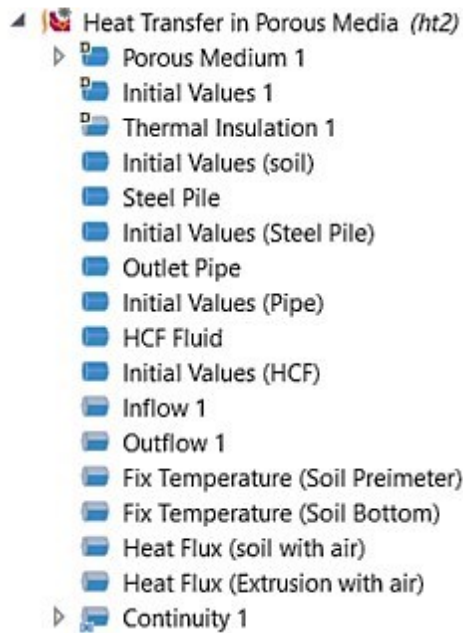 Heat Transfer in Porous Media (ht2)
Porous Medium 1
Initial Values 1
Thermal Insulation 1
Initial Values (soil)
Steel Pile
Initial Values (Steel Pile)
Outlet Pipe
Initial Values (Pipe)
HCF Fluid
Initial Values (HCF)
Inflow 1
Outflow 1
Fix Temperature (Soil Preimeter)
Fix Temperature (Soil Bottom)
Heat Flux (soil with air)
Heat Flux (Extrusion with air)
Continuity 1